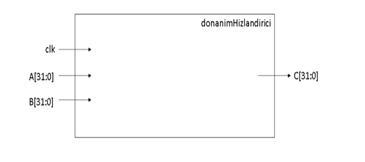 donanimHizlandirici
clk
A[31:0]
C[31:0]
B[31:0]